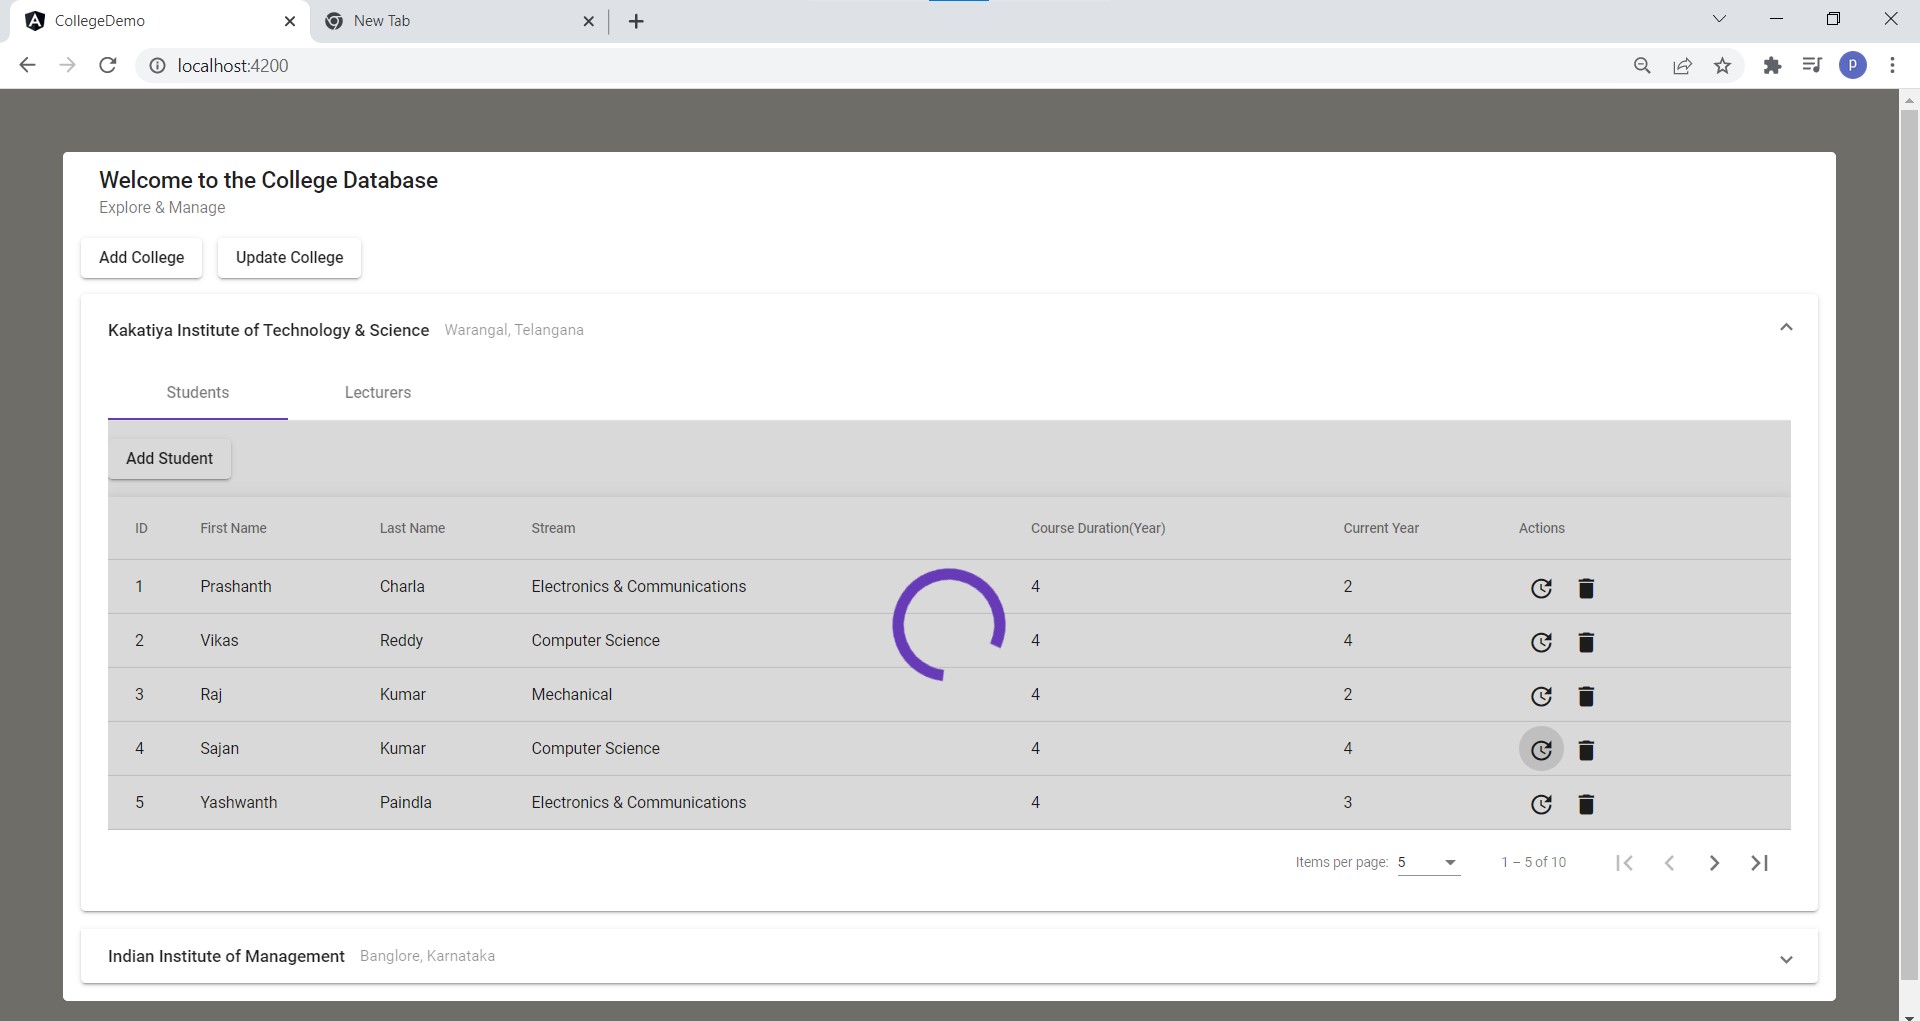 CollegeDemo New Tab
localhost:4200 P
Welcome to the College Database
Explore & Manage
Add College Update College
Kakatiya Institute of Technology & Science Warangal, Telangana
Students Lecturers
Add Student
ID First Name Last Name Stream Course Duration(Year) Current Year Actions
1 Prashanth Charla Electronics & Communications 4 2
2 Vikas Reddy Computer Science 4 4
3 Raj Kumar Mechanical 4 2
4 Sajan Kumar Computer Science 4 4
5 Yashwanth Paindla Electronics & Communications 4 3
Items per page: 5 1 – 5 of 10
Indian Institute of Management Banglore, Karnataka